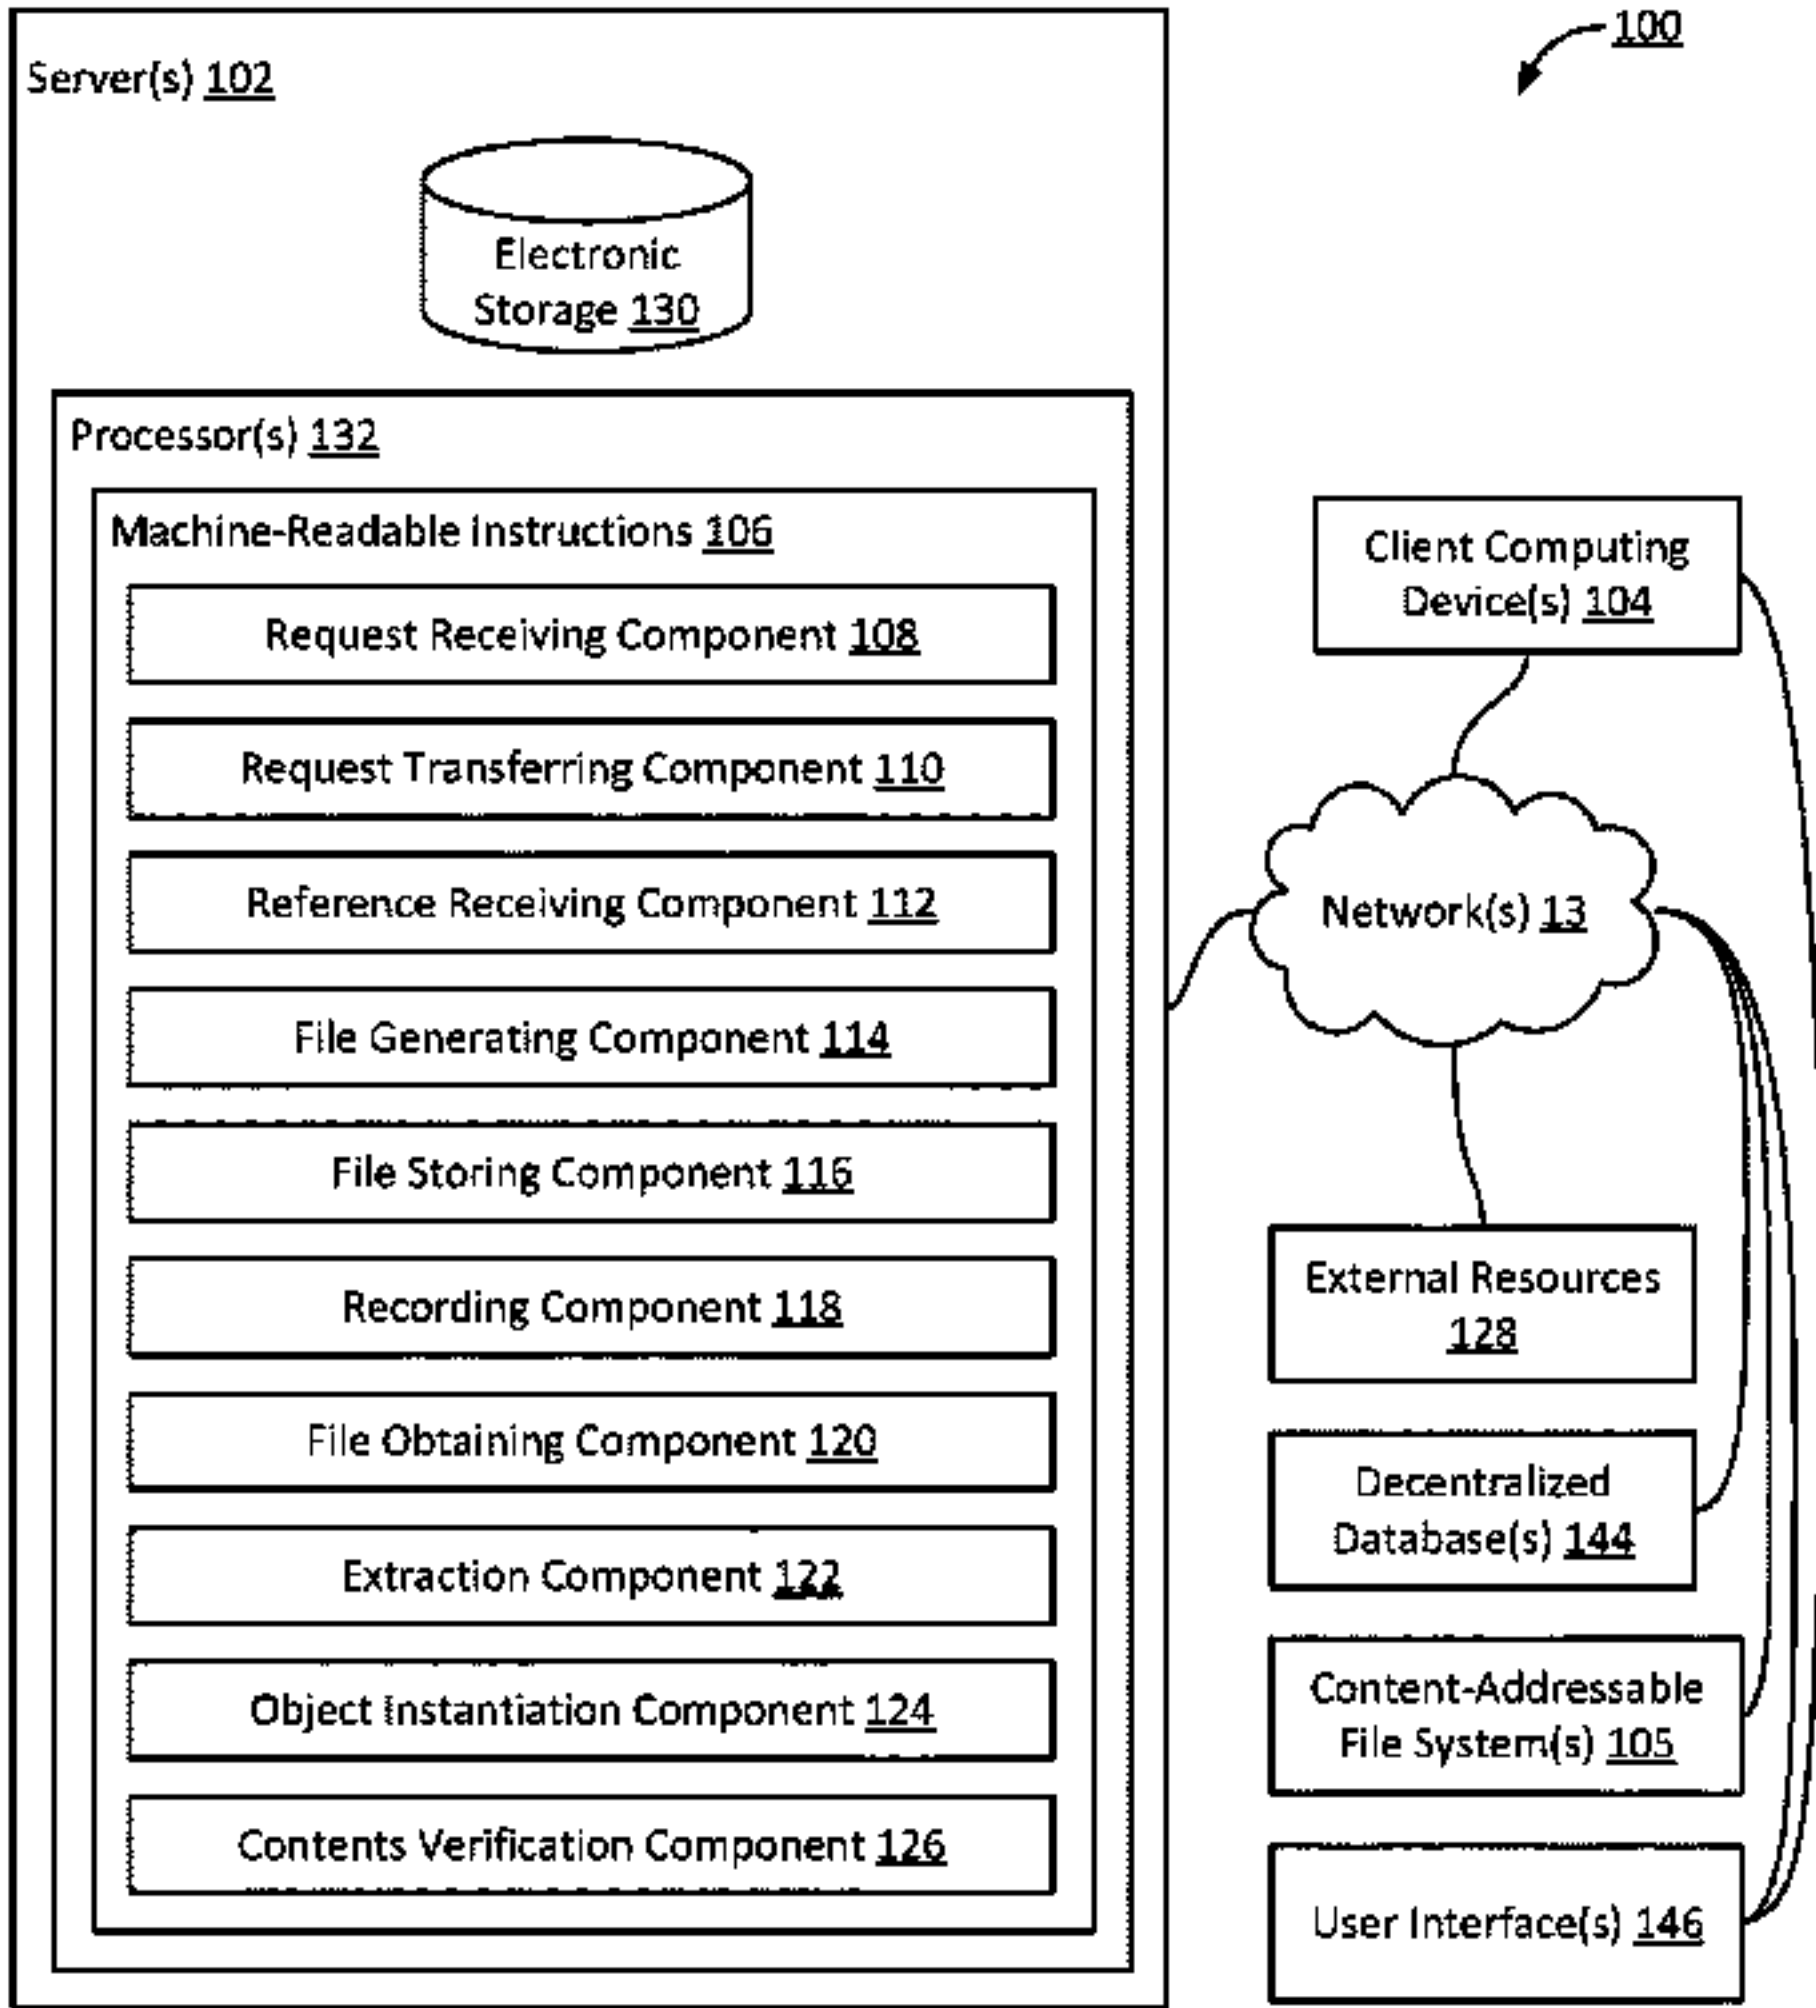 100
Server(s) 102
Electronic
Storage 130
Processor(s) 132
Machine-Readable Instructions 106
Request Receiving Component 108
Request Transferring Component 110
Reference Receiving Component 112
File Generating Component 114
File Storing Component 116
Recording Component 118
File Obtaining Component 120
Extraction Component 122
Object Instantiation Component 124
Contents Verification Component 126
Client Computing
Device(s) 104
Network(s) 13
External Resources
128
Decentralized
Database(s) 144
Content-Addressable
File System(s) 105
User Interface(s) 146